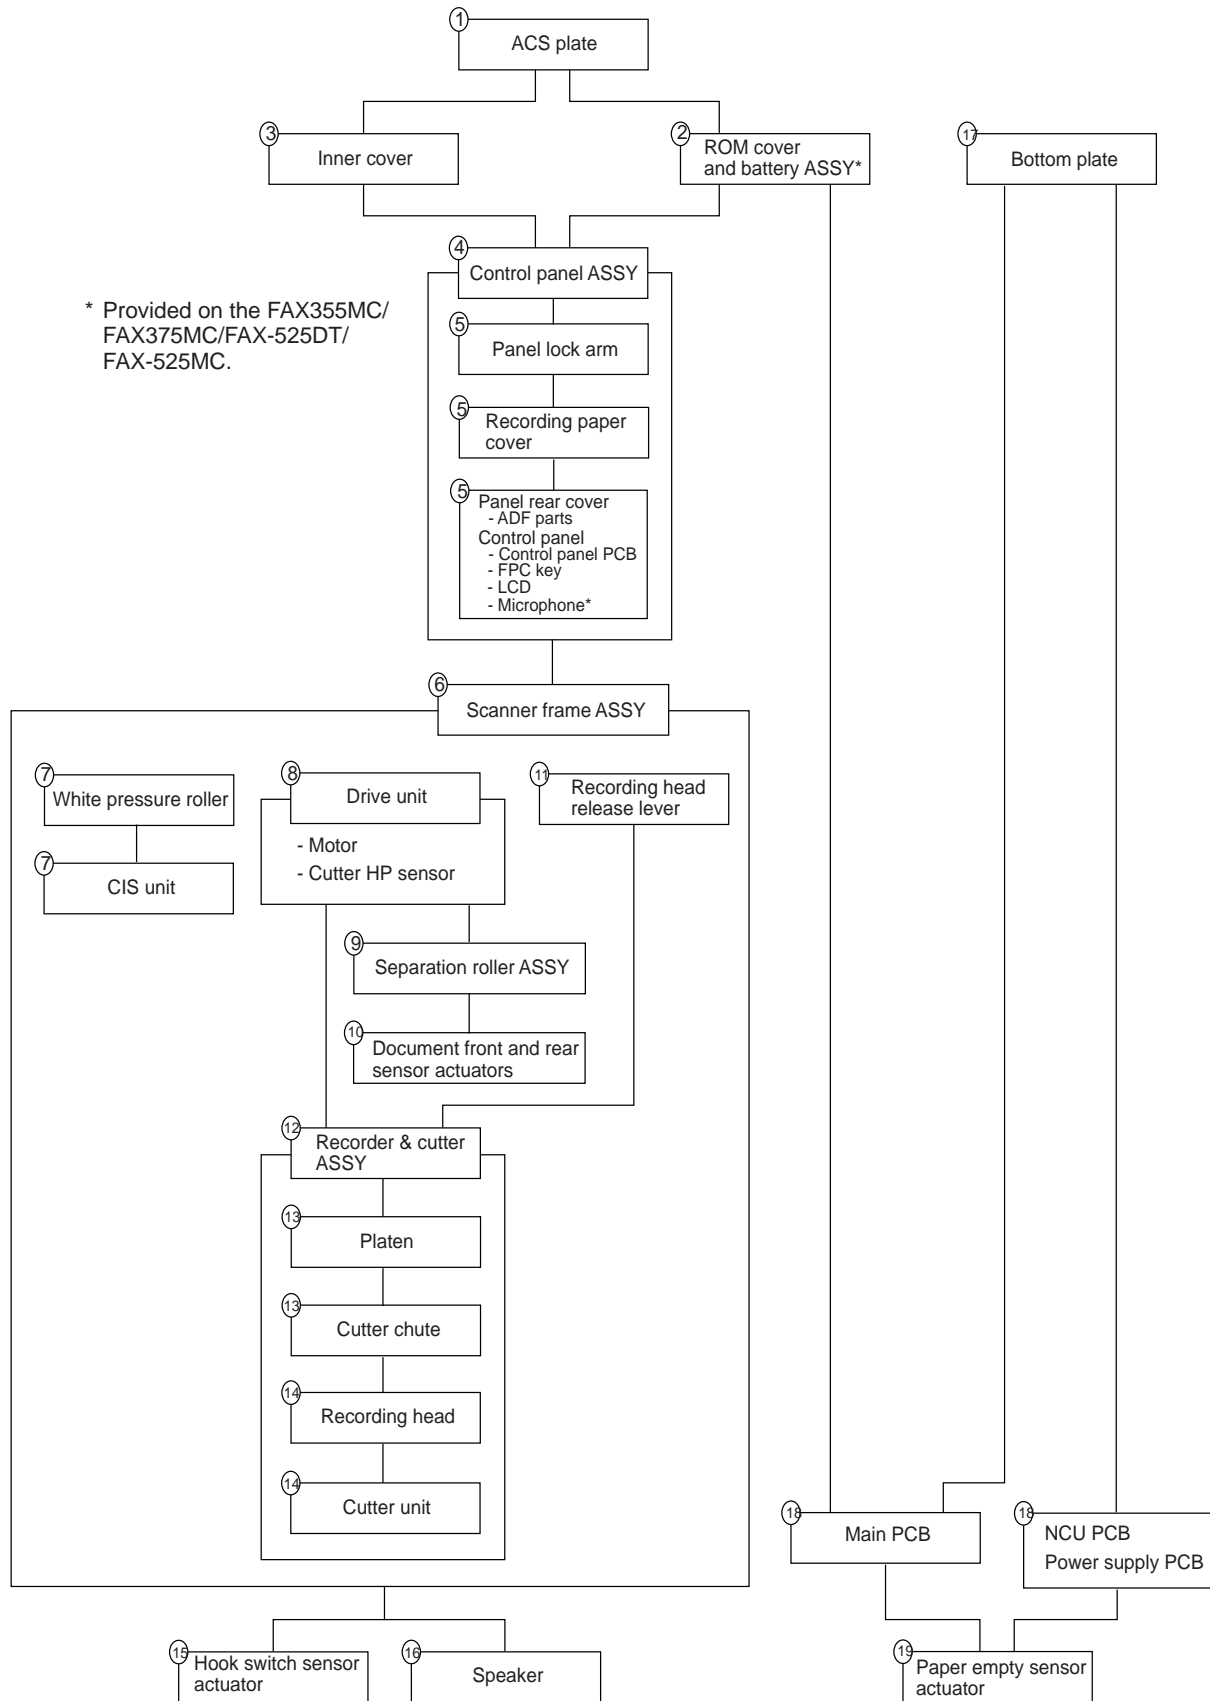 1
ACS plate
3
Inner cover
2
ROM cover
and battery ASSY*
17
Bottom plate
4
Control panel ASSY
* Provided on the FAX355MC/
FAX375MC/FAX-525DT/
FAX-525MC.
5
Panel lock arm
5
Recording paper
cover
5
Panel rear cover
- ADF parts
Control panel
- Control panel PCB
- FPC key
- LCD
- Microphone*
6
Scanner frame ASSY
7
White pressure roller
8
Drive unit
- Motor
- Cutter HP sensor
11
Recording head
release lever
7
CIS unit
9
Separation roller ASSY
10
Document front and rear
sensor actuators
12
Recorder & cutter
ASSY
13
Platen
13
Cutter chute
14
Recording head
14
Cutter unit
18
Main PCB
18
NCU PCB
Power supply PCB
15
Hook switch sensor
actuator
16
Speaker
19
Paper empty sensor
actuator